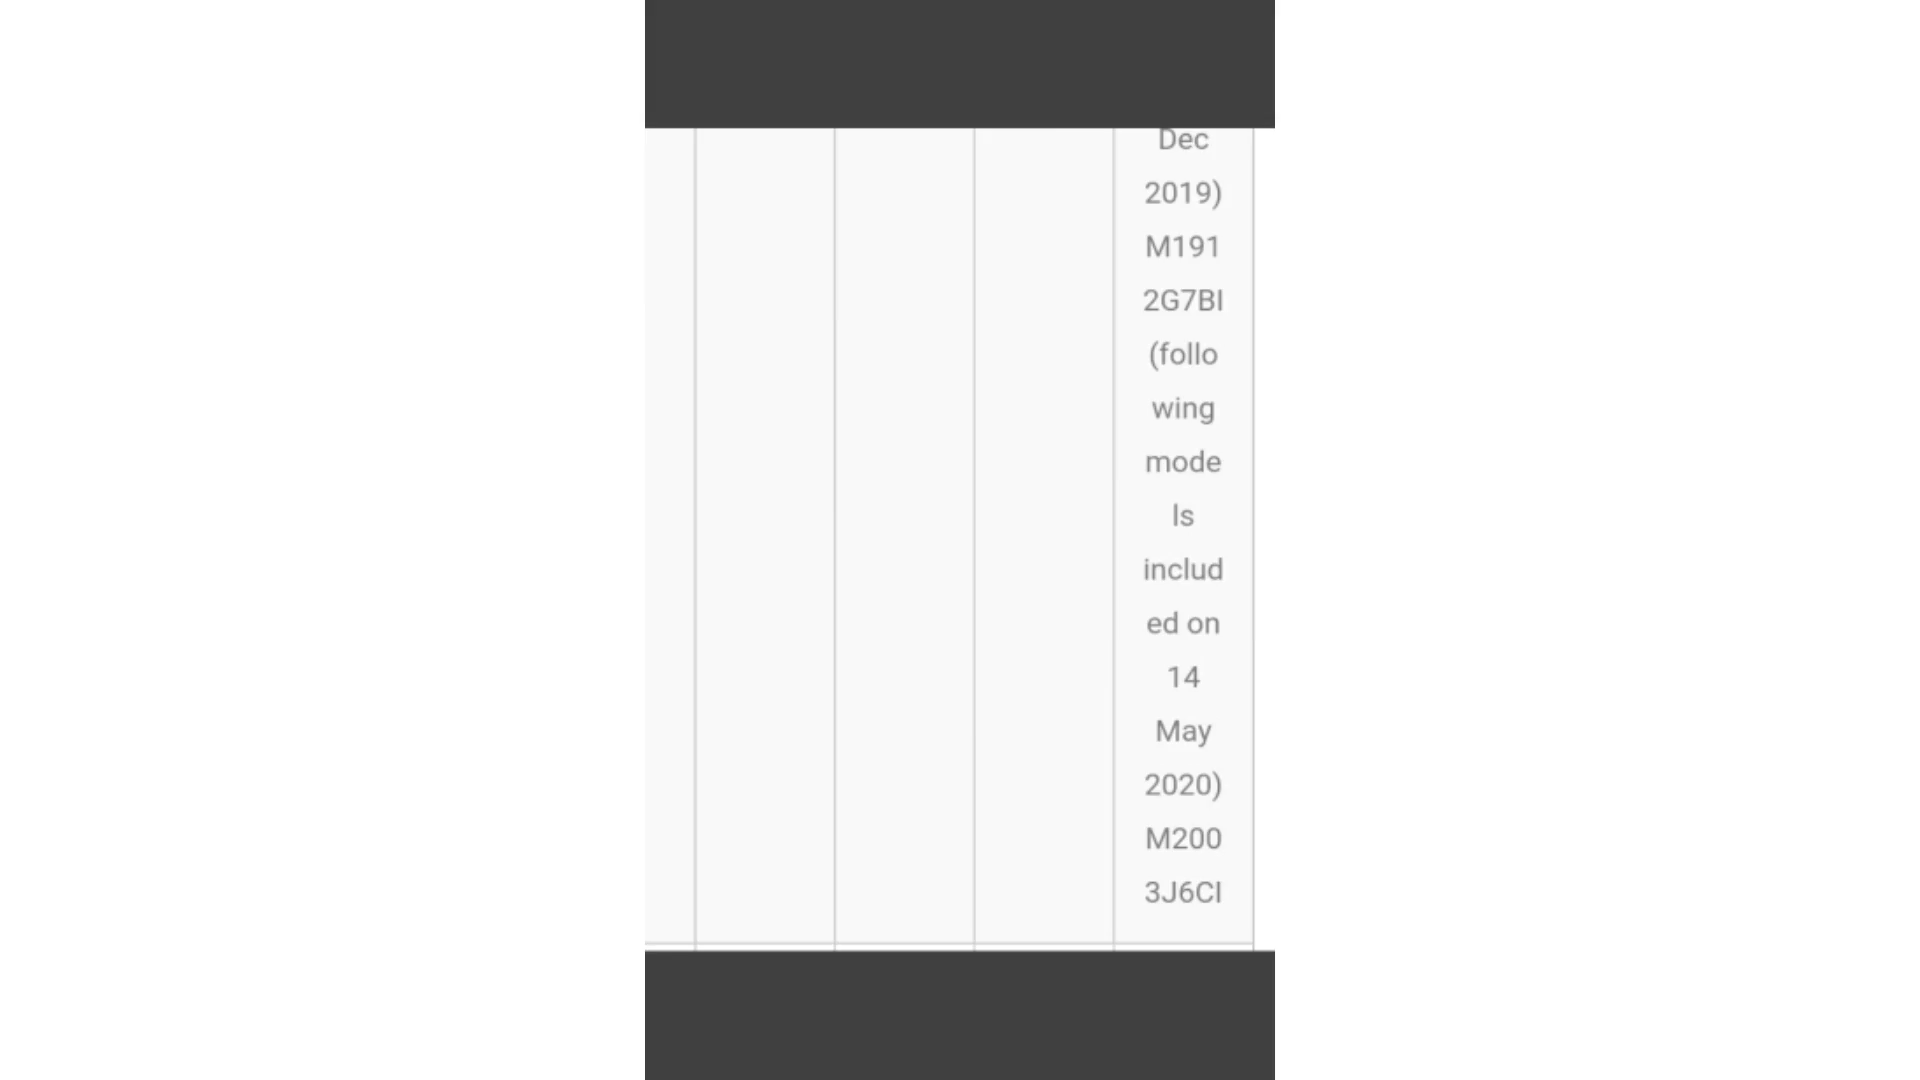 Dec
2019)
M191
2G7BI
(follo
wing
mode
ls
includ
ed on
14
May
2020)
M200
3J6CI